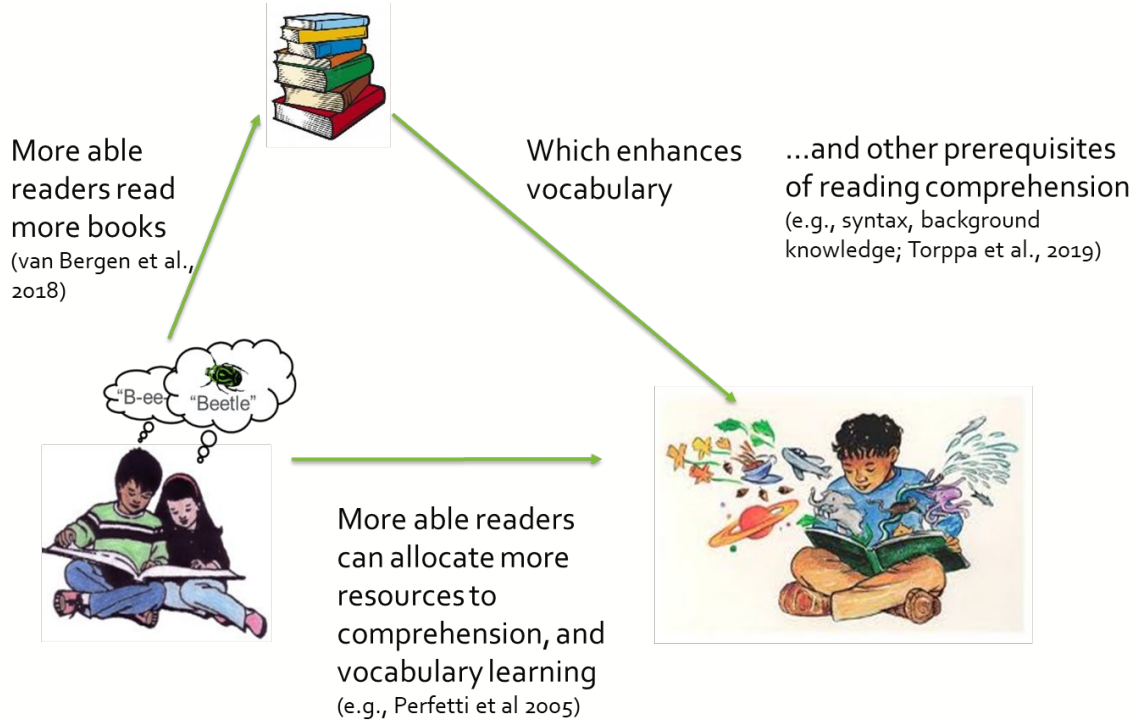 More able
readers read
more books
(van Bergen et al.,
2018)
Which enhances
vocabulary
...and other prerequisites
of reading comprehension
(e.g., syntax, background
knowledge; Torppa et al., 2019)
"B-ee-
"Beetle"
More able readers
can allocate more
resources to
comprehension, and
vocabulary learning
(e.g., Perfetti et al 2005)